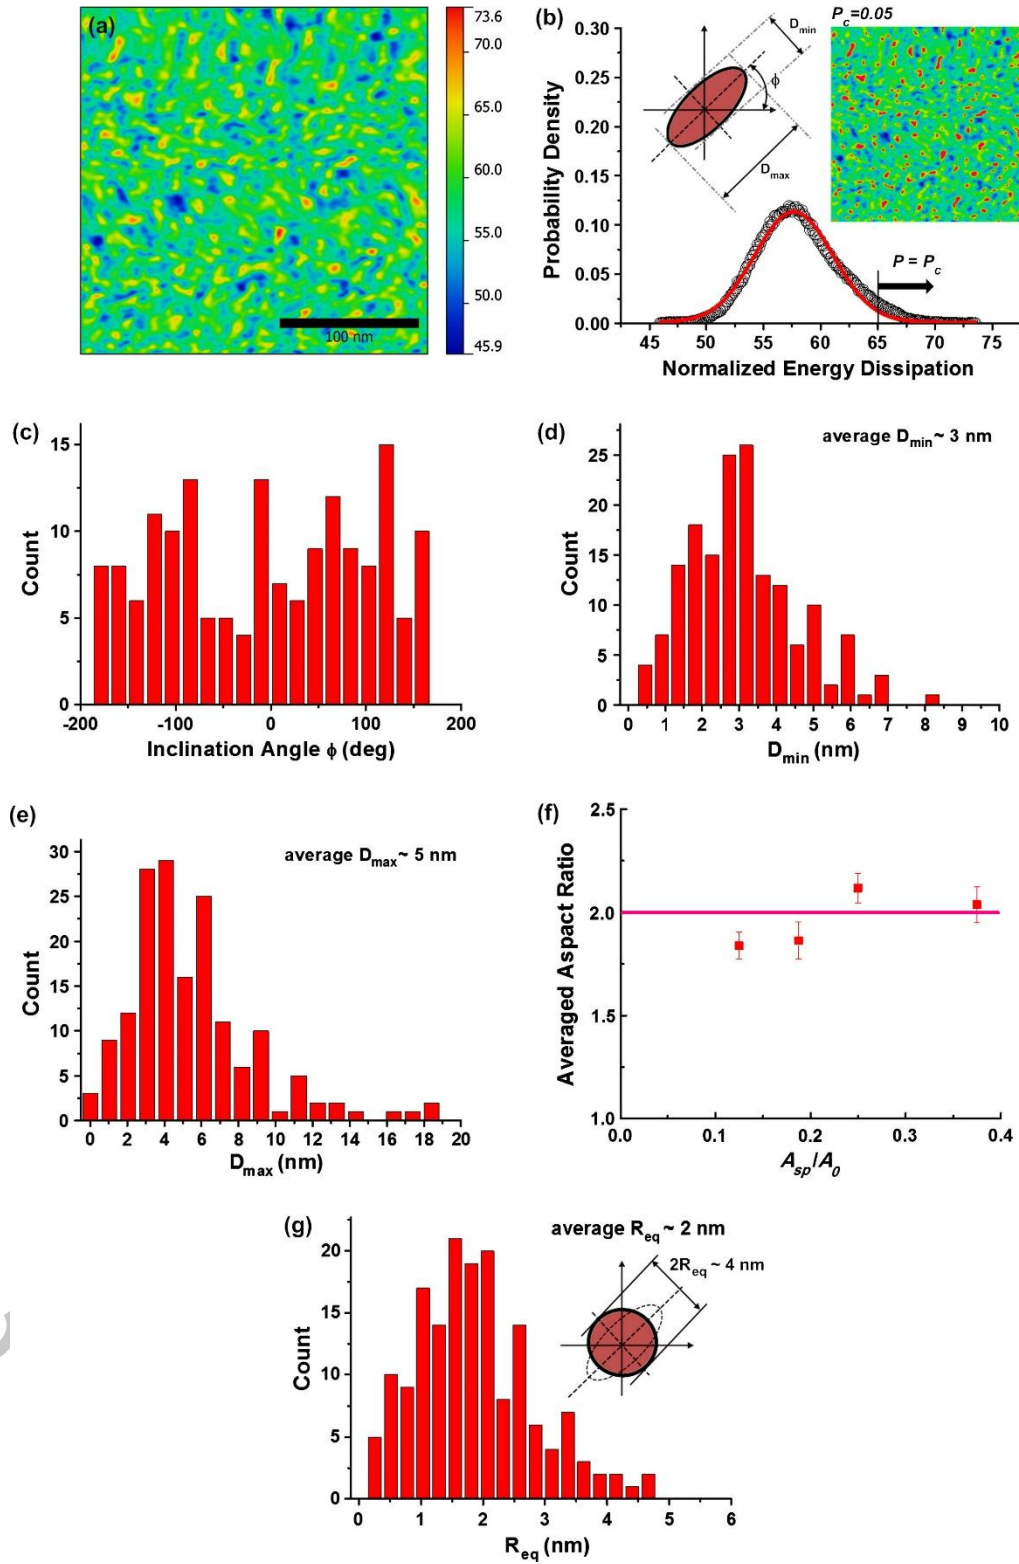 (a)
73.6
70.0
65.0
60.0
55.0
50.0
45.9
100 nm
(b)
P_c=0.05
D_min
ϕ
D_max
P = P_c
0.30
0.25
0.20
0.15
0.10
0.05
0.00
Probability Density
45 50 55 60 65 70 75
Normalized Energy Dissipation
(c)
15
10
5
0
Count
-200 -100 0 100 200
Inclination Angle ϕ (deg)
(d)
average D_min ~ 3 nm
25
20
15
10
5
0
Count
0 1 2 3 4 5 6 7 8 9 10
D_min (nm)
(e)
average D_max ~ 5 nm
30
25
20
15
10
5
0
Count
0 2 4 6 8 10 12 14 16 18 20
D_max (nm)
(f)
2.5
2.0
1.5
1.0
Averaged Aspact Ratio
0.0 0.1 0.2 0.3 0.4
A_sp/A_0
(g)
average R_eq ~ 2 nm
2R_eq ~ 4 nm
20
15
10
5
0
Count
0 1 2 3 4 5 6
R_eq (nm)